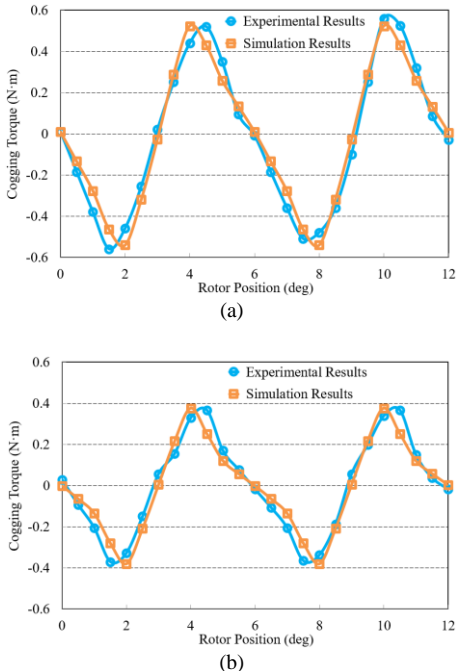 0.6
Experimental Results
Simulation Results
0.4
0.2
0
-0.2
-0.4
-0.6
Cogging Torque (N·m)
0 2 4 6 8 10 12
Rotor Position (deg)
(a)
0.6
Experimental Results
Simulation Results
0.4
0.2
0
-0.2
-0.4
-0.6
Cogging Torque (N·m)
0 2 4 6 8 10 12
Rotor Position (deg)
(b)